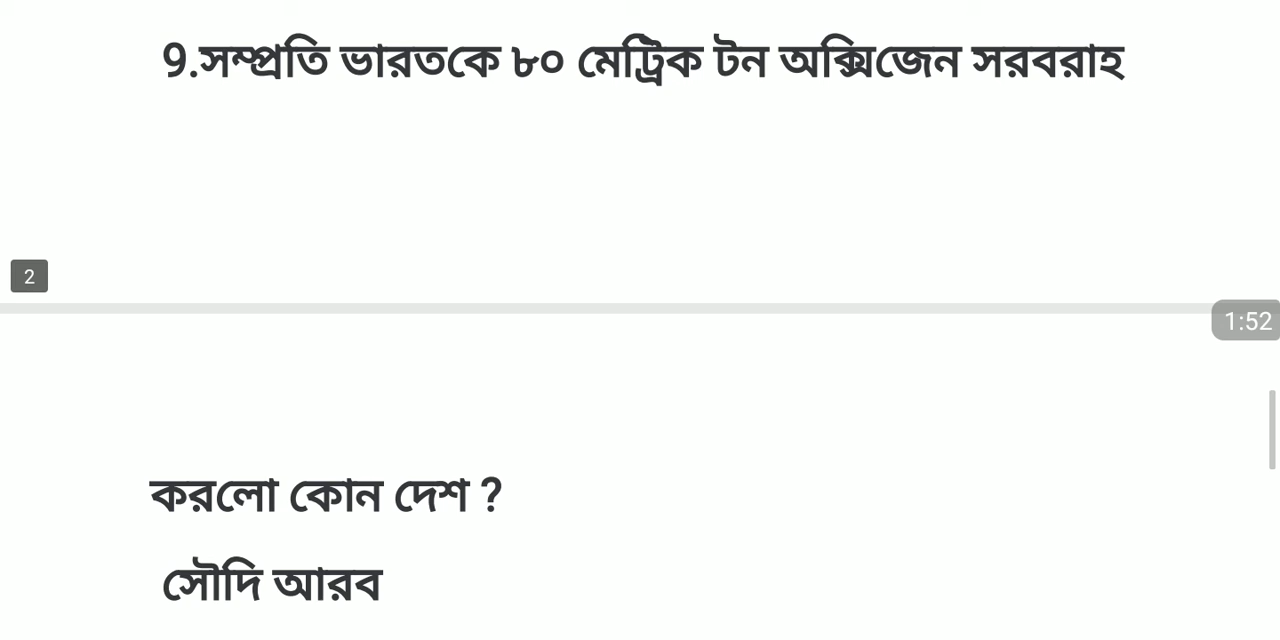 9.সম্প্রতি ভারতকে ৮০ মেট্রিক টন অক্সিজেন সরবরাহ
2
1:52
করলো কোন দেশ ?
সৌদি আরব